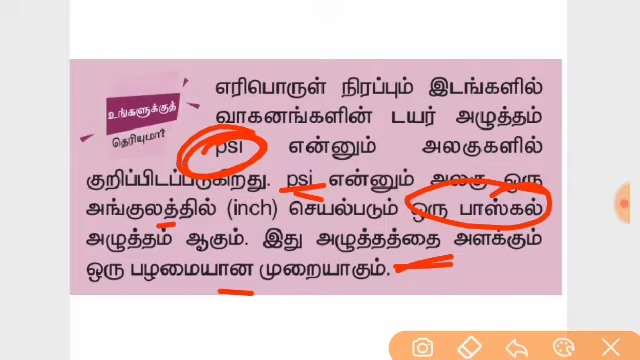 உங்களுக்குத்
தெரியுமா?
எரிபொருள் நிரப்பும் இடங்களில்
வாகனங்களின் டயர் அழுத்தம்
psi என்னும் அலகுகளில்
குறிப்பிடப்படுகிறது. psi என்னும் அலகு ஒரு
அங்குலத்தில் (inch) செயல்படும் ஒரு பாஸ்கல்
அழுத்தம் ஆகும். இது அழுத்தத்தை அளக்கும்
ஒரு பழமையான முறையாகும்.